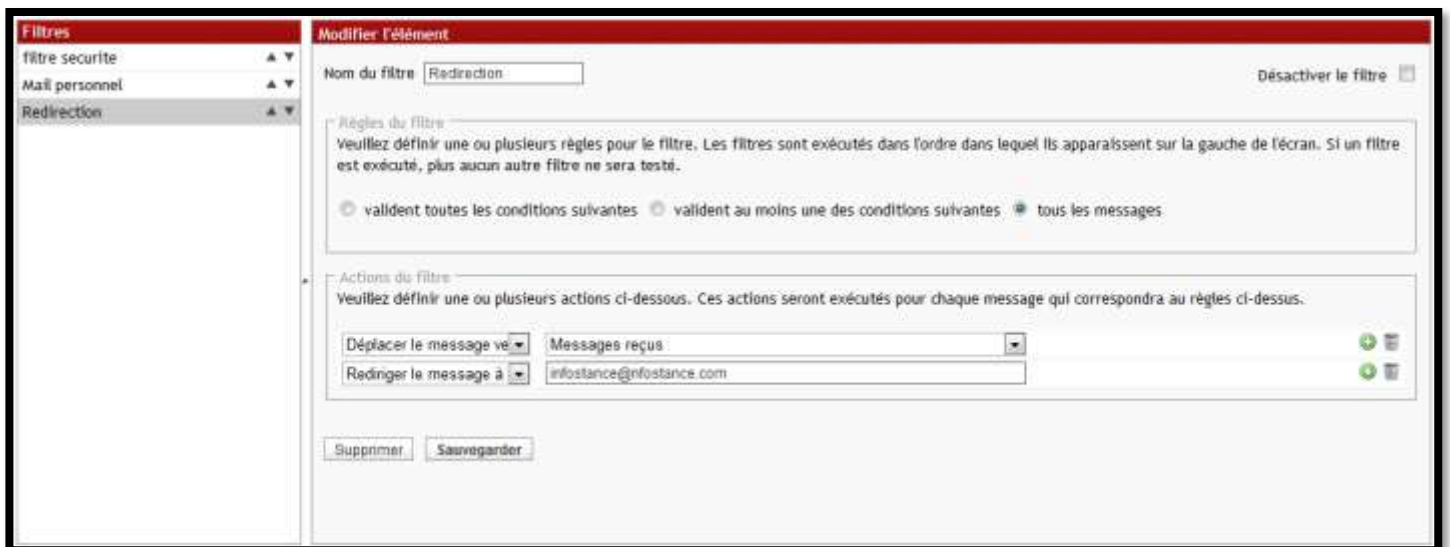 Filtres
filtre securite
Mail personnel
Redirection
Modifier l'élément
Nom du filtre Redirection
Désactiver le filtre
Règles du filtre
Veuillez définir une ou plusieurs règles pour le filtre. Les filtres sont exécutés dans l'ordre dans lequel ils apparaissent sur la gauche de l'écran. Si un filtre
est exécuté, plus aucun autre filtre ne sera testé.
valident toutes les conditions suivantes valident au moins une des conditions suivantes tous les messages
Actions du filtre
Veuillez définir une ou plusieurs actions ci-dessous. Ces actions seront exécutés pour chaque message qui correspondra au règles ci-dessus.
Déplacer le message ve Messages reçus
Rediriger le message à infostance@nfostance.com
Supprimer Sauvegarder